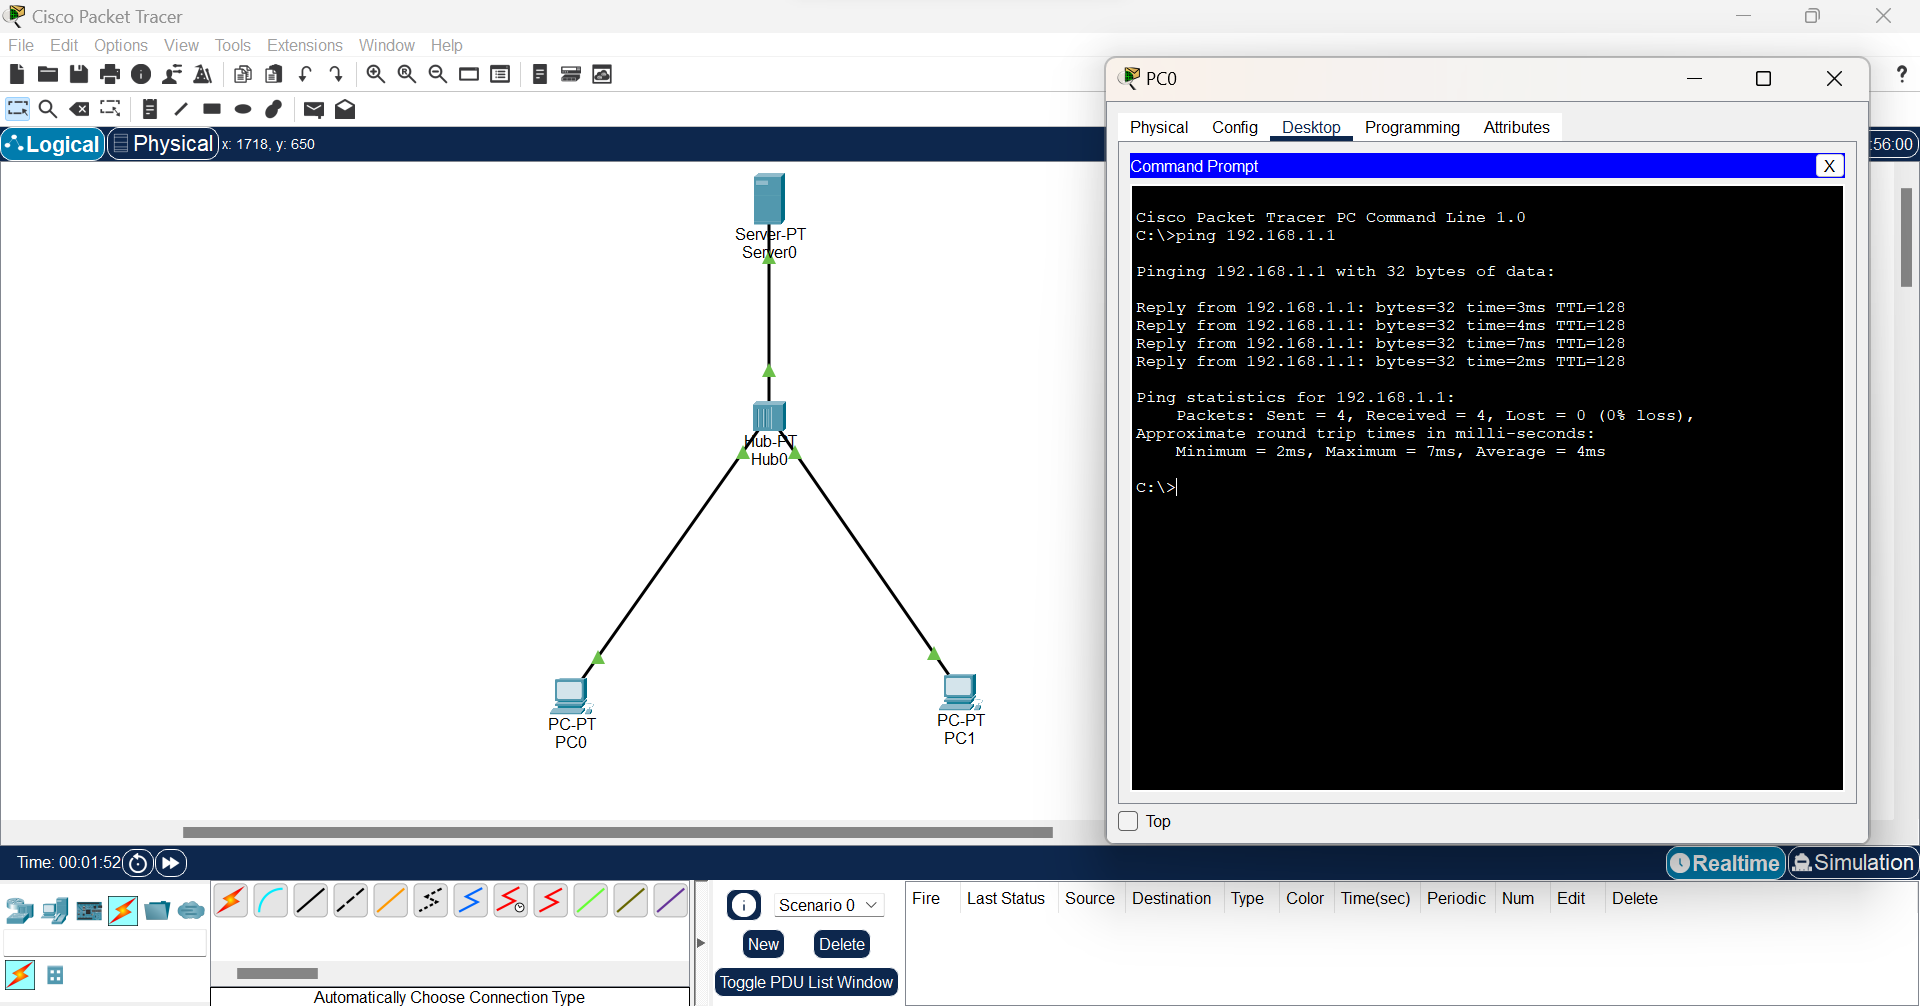 Cisco Packet Tracer
File Edit Options View Tools Extensions Window Help
Logical Physical x: 1718, y: 650
:56:00
Server-PT
Server0
Hub-PT
Hub0
PC-PT
PC0
PC-PT
PC1
PC0
Physical Config Desktop Programming Attributes
Command Prompt X
Cisco Packet Tracer PC Command Line 1.0
C:\>ping 192.168.1.1
Pinging 192.168.1.1 with 32 bytes of data:
Reply from 192.168.1.1: bytes=32 time=3ms TTL=128
Reply from 192.168.1.1: bytes=32 time=4ms TTL=128
Reply from 192.168.1.1: bytes=32 time=7ms TTL=128
Reply from 192.168.1.1: bytes=32 time=2ms TTL=128
Ping statistics for 192.168.1.1:
Packets: Sent = 4, Received = 4, Lost = 0 (0% loss),
Approximate round trip times in milli-seconds:
Minimum = 2ms, Maximum = 7ms, Average = 4ms
C:\>
Top
Time: 00:01:52
Realtime Simulation
Scenario 0
New Delete
Toggle PDU List Window
Fire Last Status Source Destination Type Color Time(sec) Periodic Num Edit Delete
Automatically Choose Connection Type